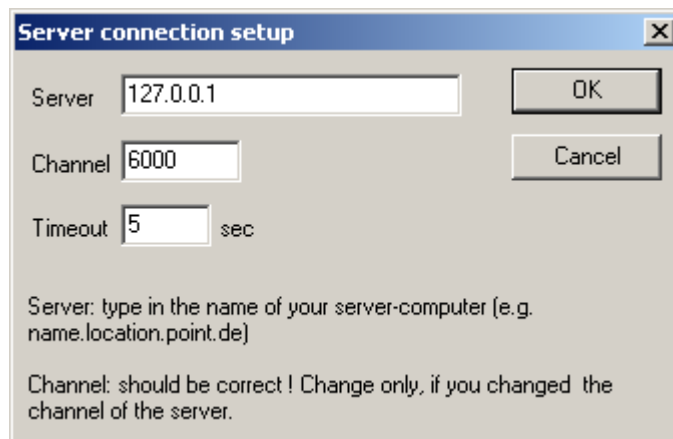 Server connection setup
Server 127.0.0.1 OK
Channel 6000 Cancel
Timeout 5 sec
Server: type in the name of your server-computer (e.g.
name.location.point.de)
Channel: should be correct ! Change only, if you changed the
channel of the server.